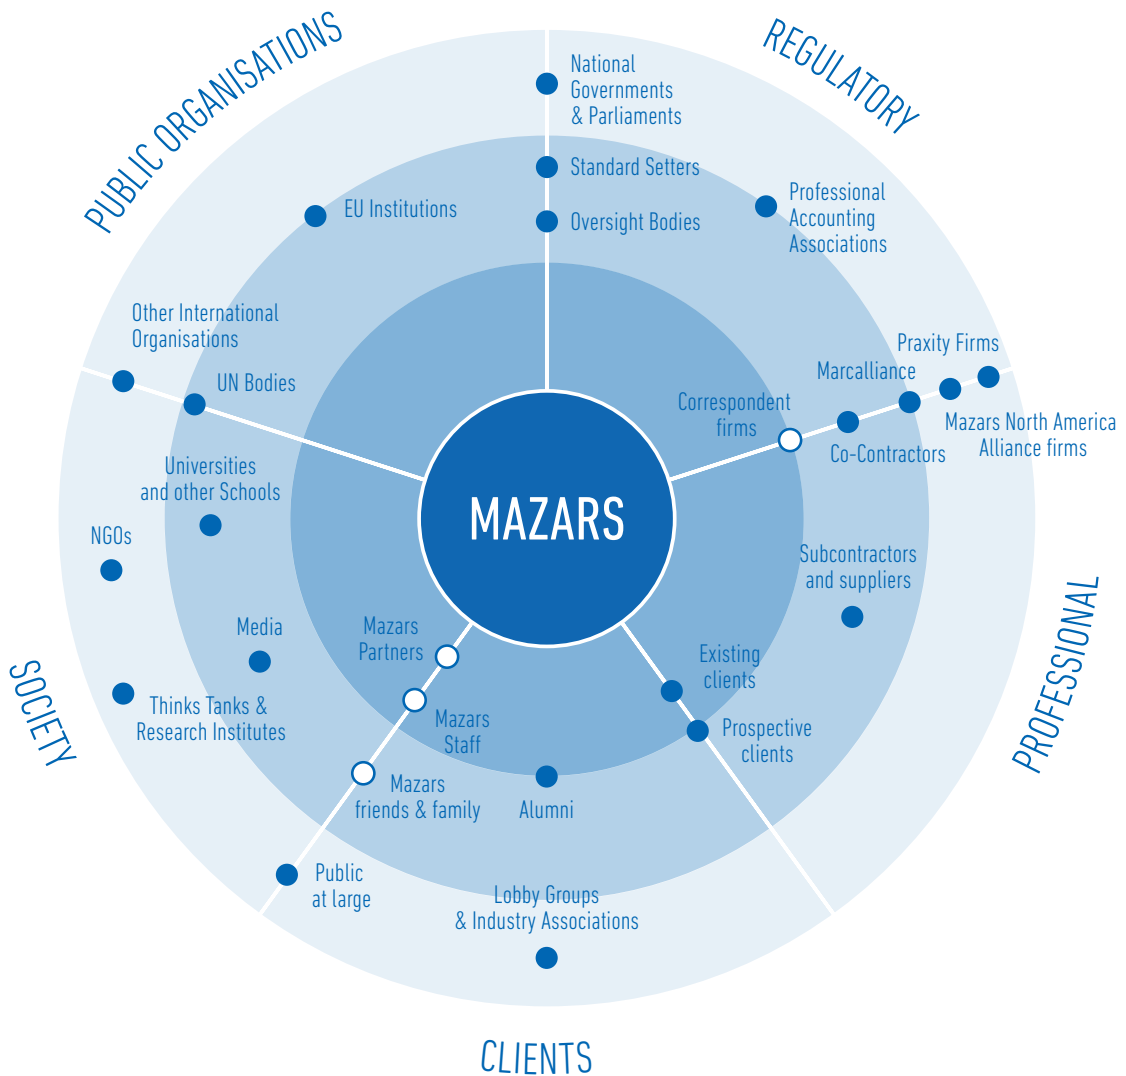 PUBLIC ORGANISATIONS
REGULATORY
National
Governments
& Parliaments
Standard Setters
Oversight Bodies
Professional
Accounting
Associations
EU Institutions
Other International
Organisations
UN Bodies
Praxity Firms
Marcalliance
Correspondent
firms
Mazars North America
Alliance firms
Co-Contractors
Universities
and other Schools
NGOs
MAZARS
Subcontractors
and suppliers
PROFESSIONAL
SOCIETY
Media
Thinks Tanks &
Research Institutes
Mazars
Partners
Mazars
Staff
Existing
clients
Prospective
clients
Mazars
friends & family
Alumni
Public
at large
Lobby Groups
& Industry Associations
CLIENTS